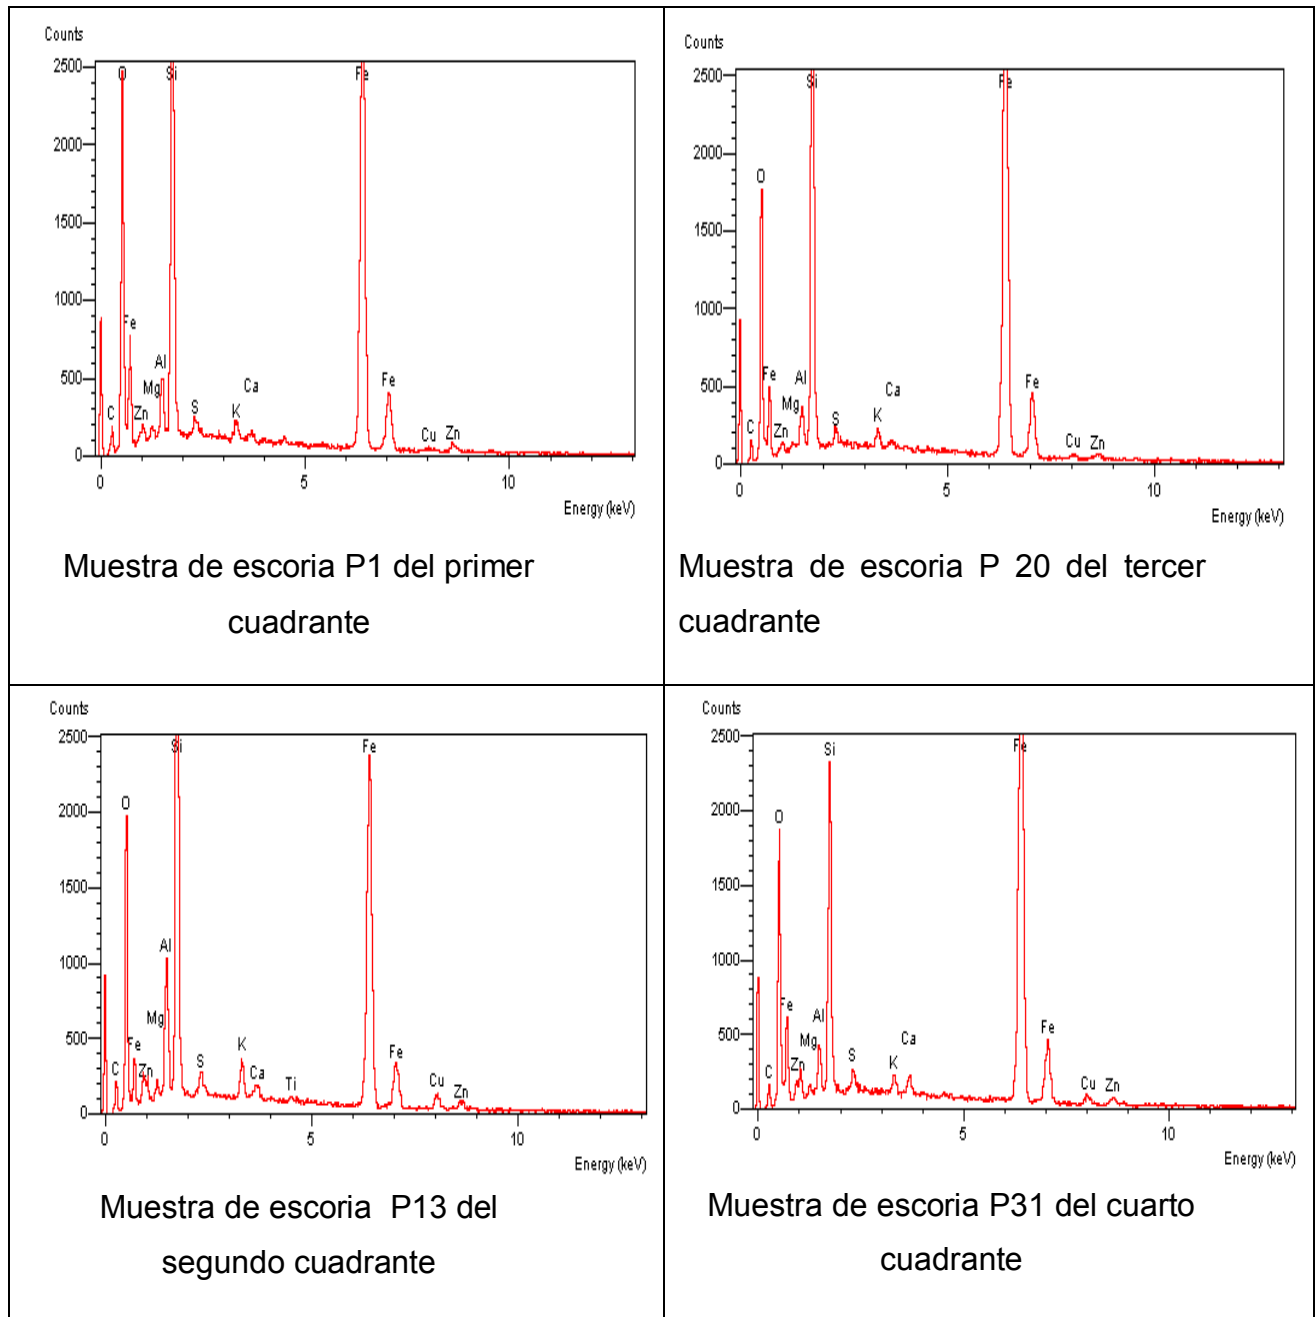 Counts
2500
2000
1500
1000
500
0
O
Si
Fe
Fe
Al
Mg
C
Zn
S
K
Ca
Fe
Cu
Zn
0
5
10
Energy (keV)
Muestra de escoria P1 del primer
cuadrante
Counts
2500
2000
1500
1000
500
0
Si
Fe
O
Fe
Al
Mg
C
Zn
S
K
Ca
Fe
Cu
Zn
0
5
10
Energy (keV)
Muestra de escoria P 20 del tercer
cuadrante
Counts
2500
2000
1500
1000
500
0
Si
Fe
O
Al
Mg
Fe
C
Zn
S
K
Ca
Ti
Fe
Cu
Zn
0
5
10
Energy (keV)
Muestra de escoria P13 del
segundo cuadrante
Counts
2500
2000
1500
1000
500
0
Si
Fe
O
Fe
Al
Mg
C
Zn
S
K
Ca
Fe
Cu
Zn
0
5
10
Energy (keV)
Muestra de escoria P31 del cuarto
cuadrante